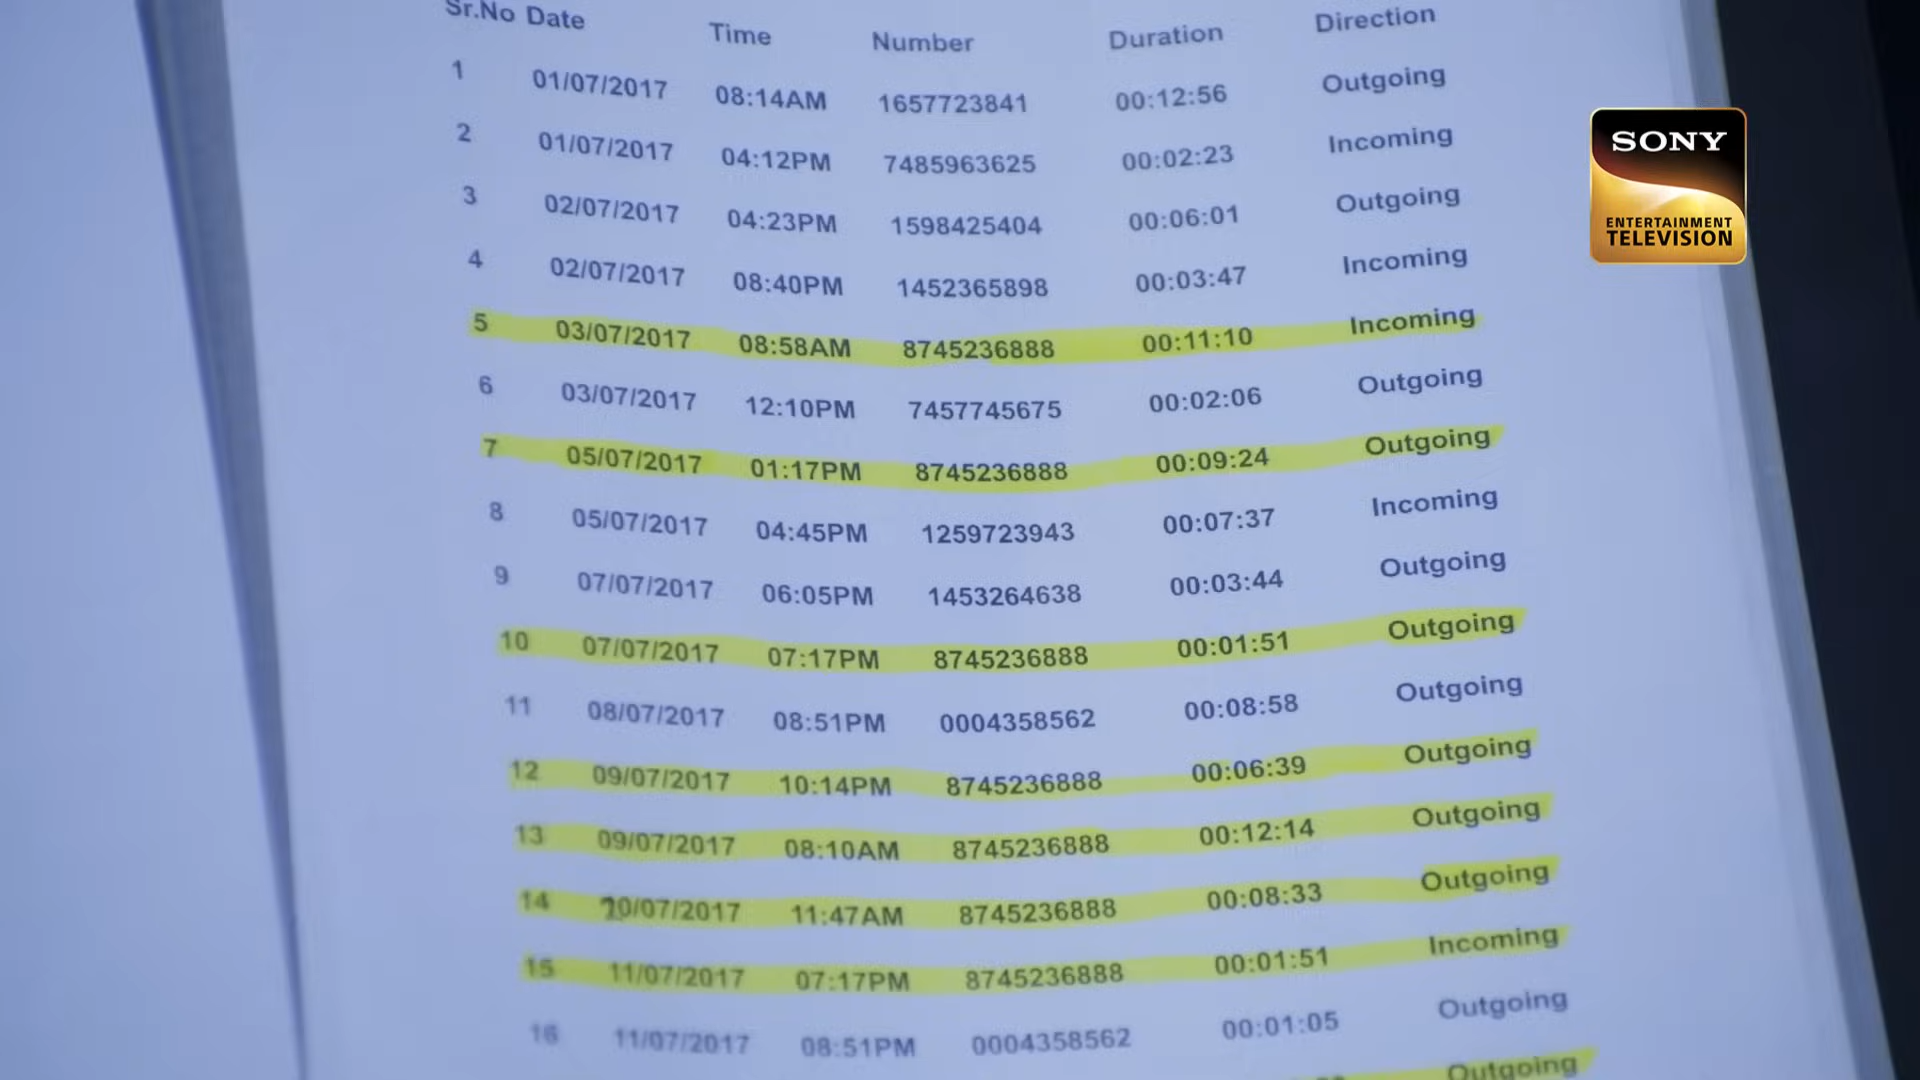 Sr.No Date Time Number Duration Direction
1 01/07/2017 08:14AM 1657723841 00:12:56 Outgoing
2 01/07/2017 04:12PM 7485963625 00:02:23 Incoming
3 02/07/2017 04:23PM 1598425404 00:06:01 Outgoing
4 02/07/2017 08:40PM 1452365898 00:03:47 Incoming
5 03/07/2017 08:58AM 8745236888 00:11:10 Incoming
6 03/07/2017 12:10PM 7457745675 00:02:06 Outgoing
7 05/07/2017 01:17PM 8745236888 00:09:24 Outgoing
8 05/07/2017 04:45PM 1259723943 00:07:37 Incoming
9 07/07/2017 06:05PM 1453264638 00:03:44 Outgoing
10 07/07/2017 07:17PM 8745236888 00:01:51 Outgoing
11 08/07/2017 08:51PM 0004358562 00:08:58 Outgoing
12 09/07/2017 10:14PM 8745236888 00:06:39 Outgoing
13 09/07/2017 08:10AM 8745236888 00:12:14 Outgoing
14 10/07/2017 11:47AM 8745236888 00:08:33 Outgoing
15 11/07/2017 07:17PM 8745236888 00:01:51 Incoming
16 11/07/2017 08:51PM 0004358562 00:01:05 Outgoing
Outgoing
SONY
ENTERTAINMENT
TELEVISION